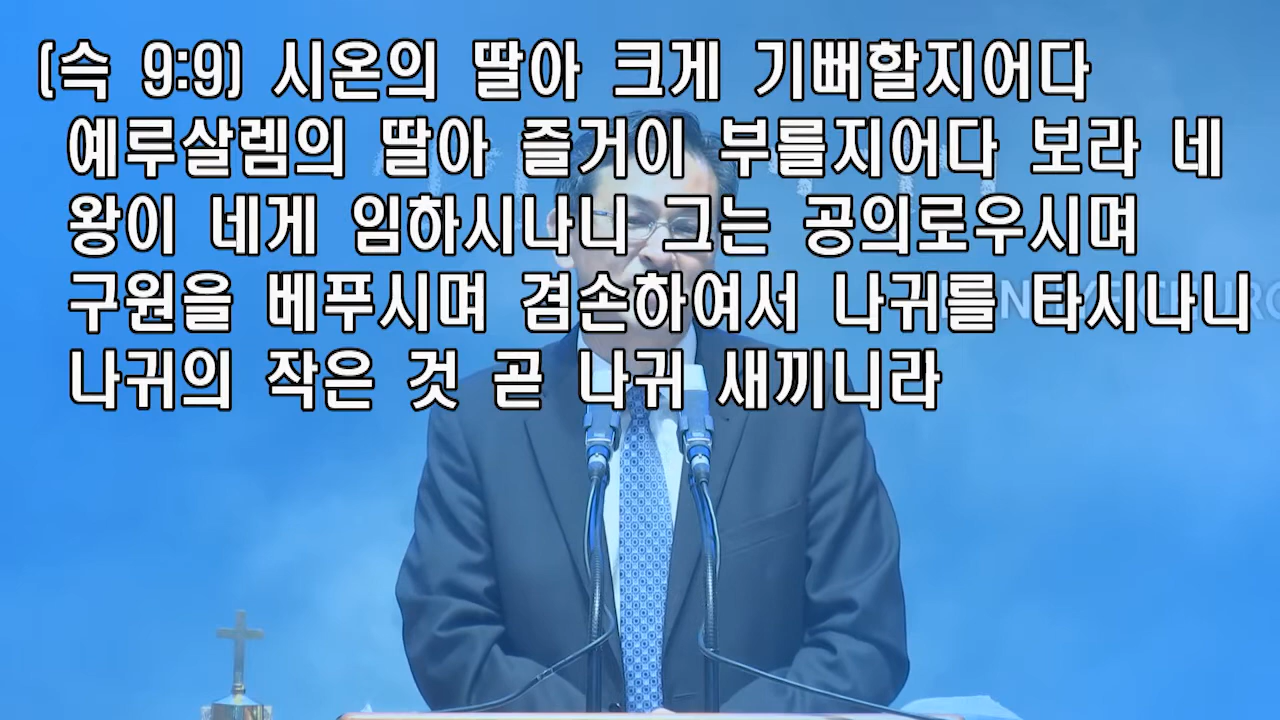 (슥 9:9) 시온의 딸아 크게 기뻐할지어다
예루살렘의 딸아 즐거이 부를지어다 보라 네
왕이 네게 임하시나니 그는 공의로우시며
구원을 베푸시며 겸손하여서 나귀를 타시나니
나귀의 작은 것 곧 나귀 새끼니라